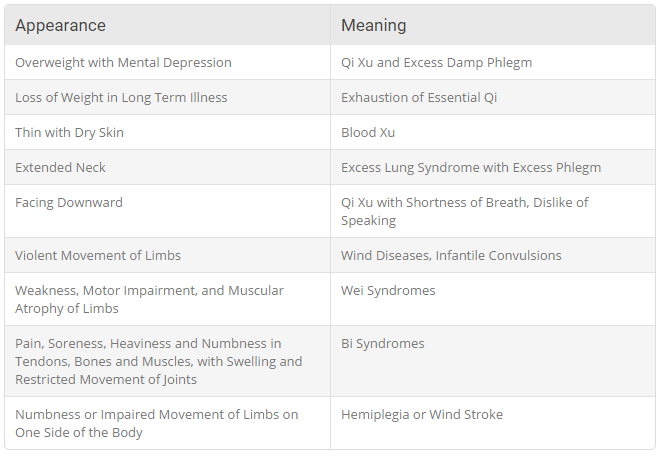 Appearance Meaning
Overweight with Mental Depression Qi Xu and Excess Damp Phlegm
Loss of Weight in Long Term Illness Exhaustion of Essential Qi
Thin with Dry Skin Blood Xu
Extended Neck Excess Lung Syndrome with Excess Phlegm
Facing Downward Qi Xu with Shortness of Breath, Dislike of
Speaking
Violent Movement of Limbs Wind Diseases, Infantile Convulsions
Weakness, Motor Impairment, and Muscular
Atrophy of Limbs
Wei Syndromes
Pain, Soreness, Heaviness and Numbness in
Tendons, Bones and Muscles, with Swelling and
Restricted Movement of Joints
Bi Syndromes
Numbness or Impaired Movement of Limbs on
One Side of the Body
Hemiplegia or Wind Stroke